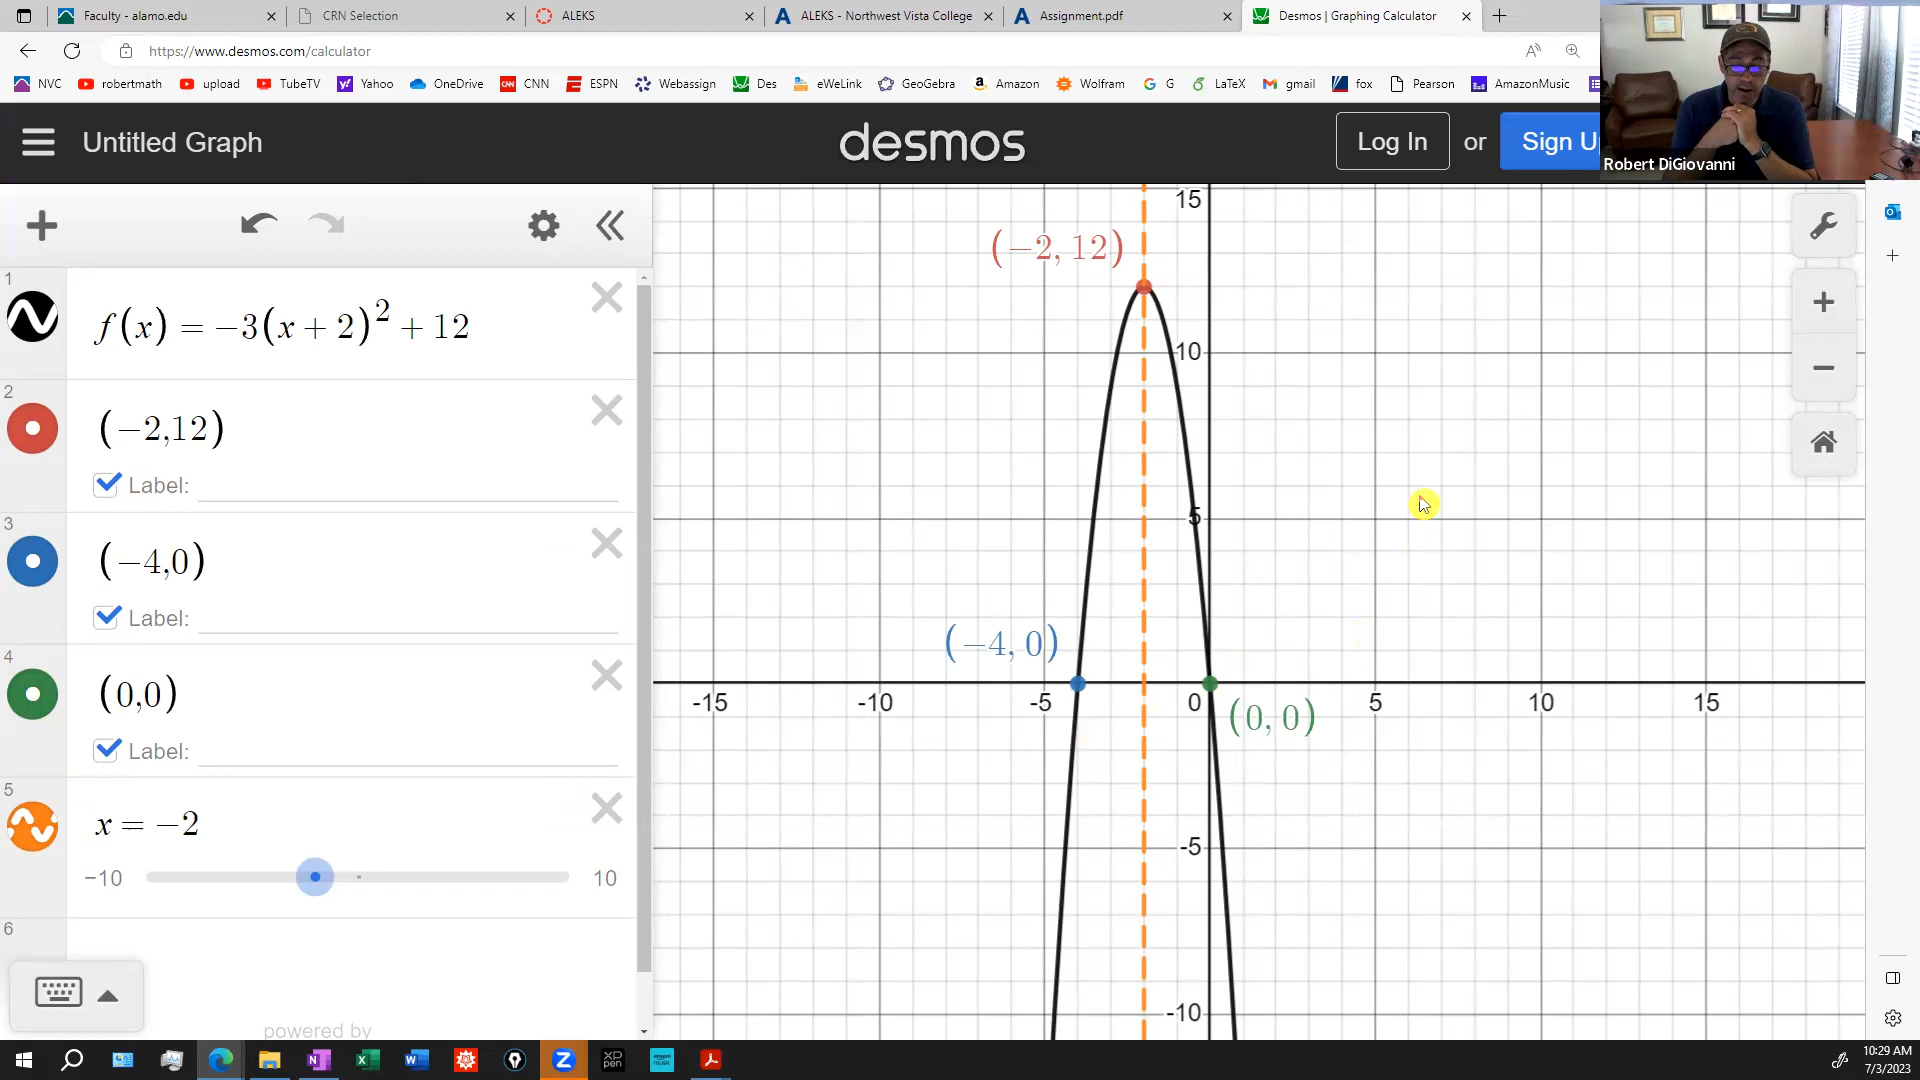 Faculty - alamo.edu
CRN Selection
ALEKS
ALEKS - Northwest Vista College
Assignment.pdf
Desmos | Graphing Calculator
https://www.desmos.com/calculator
NVC
robertmath
upload
TubeTV
Yahoo
OneDrive
CNN
ESPN
Webassign
Des
eWeLink
GeoGebra
Amazon
Wolfram
G
LaTeX
gmail
fox
Pearson
AmazonMusic
Robert DiGiovanni
Untitled Graph
desmos
Log In
or
Sign U
1
f(x) = −3(x + 2)² + 12
2
(−2,12)
Label:
3
(−4,0)
Label:
4
(0,0)
Label:
5
x = −2
−10
10
6
powered by
15
(−2, 12)
10
5
(−4, 0)
-15
-10
-5
0
5
10
15
(0, 0)
-5
-10
10:29 AM
7/3/2023